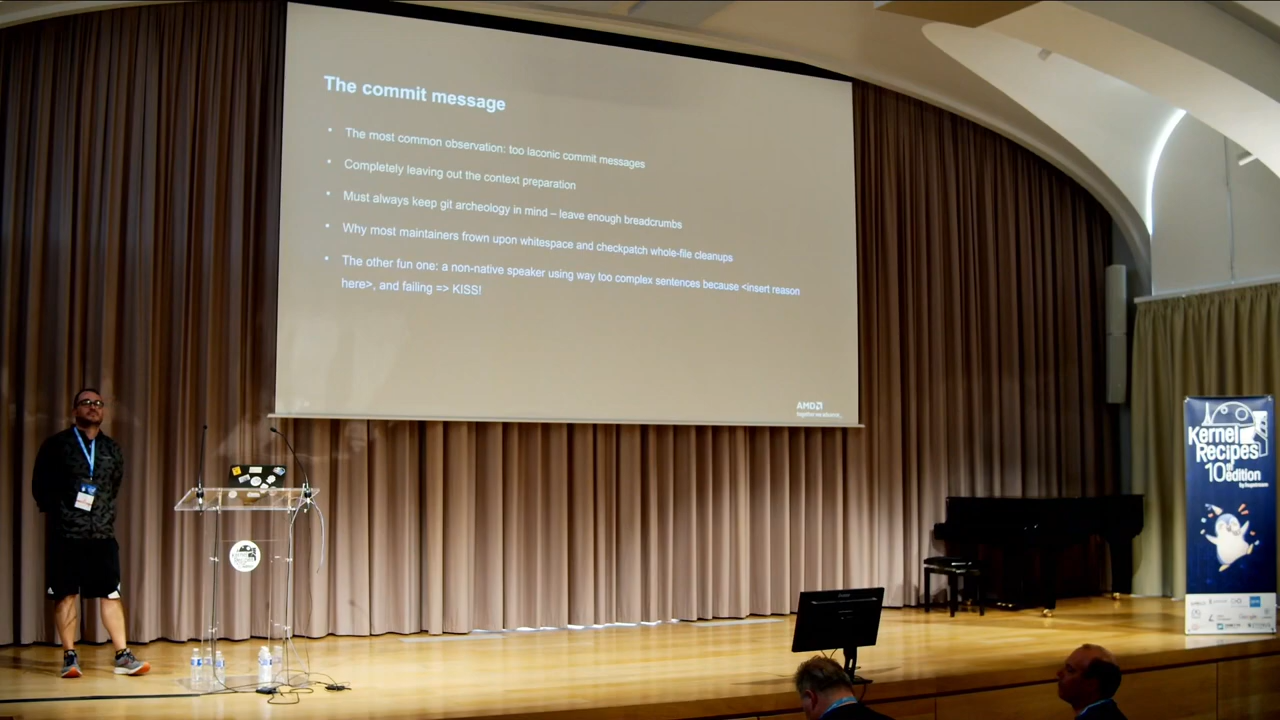 The commit message
• The most common observation: too laconic commit messages
• Completely leaving out the context preparation
• Must always keep git archeology in mind – leave enough breadcrumbs
• Why most maintainers frown upon whitespace and checkpatch whole-file cleanups
• The other fun one: a non-native speaker using way too complex sentences because <insert reason
here>, and failing => KISS!
AMD
together we advance_
Kernel
Recipes
10th edition